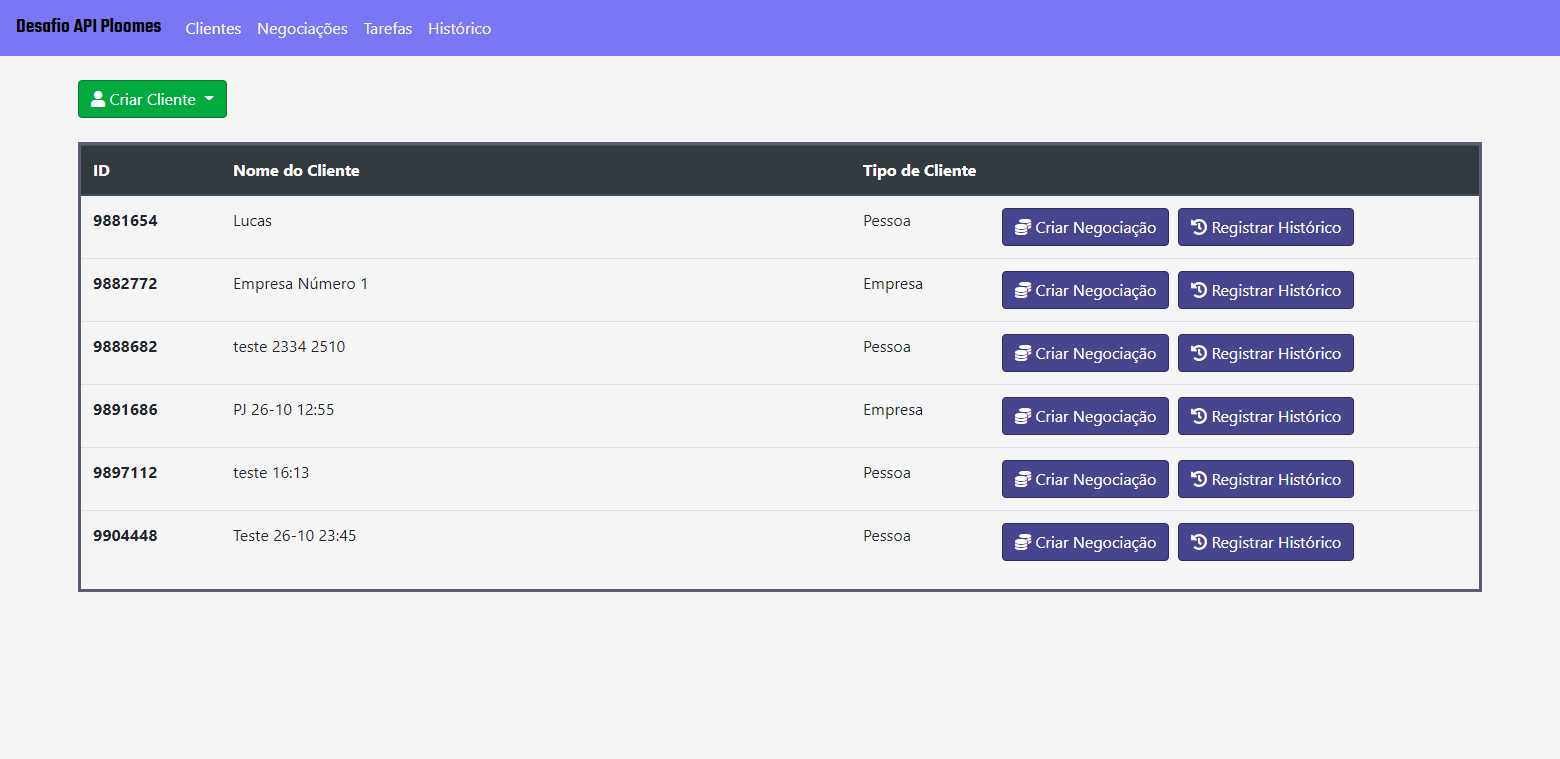 Desafio API Ploomes Clientes Negociações Tarefas Histórico
Criar Cliente
ID Nome do Cliente Tipo de Cliente
9881654 Lucas Pessoa Criar Negociação Registrar Histórico
9882772 Empresa Número 1 Empresa Criar Negociação Registrar Histórico
9888682 teste 2334 2510 Pessoa Criar Negociação Registrar Histórico
9891686 PJ 26-10 12:55 Empresa Criar Negociação Registrar Histórico
9897112 teste 16:13 Pessoa Criar Negociação Registrar Histórico
9904448 Teste 26-10 23:45 Pessoa Criar Negociação Registrar Histórico